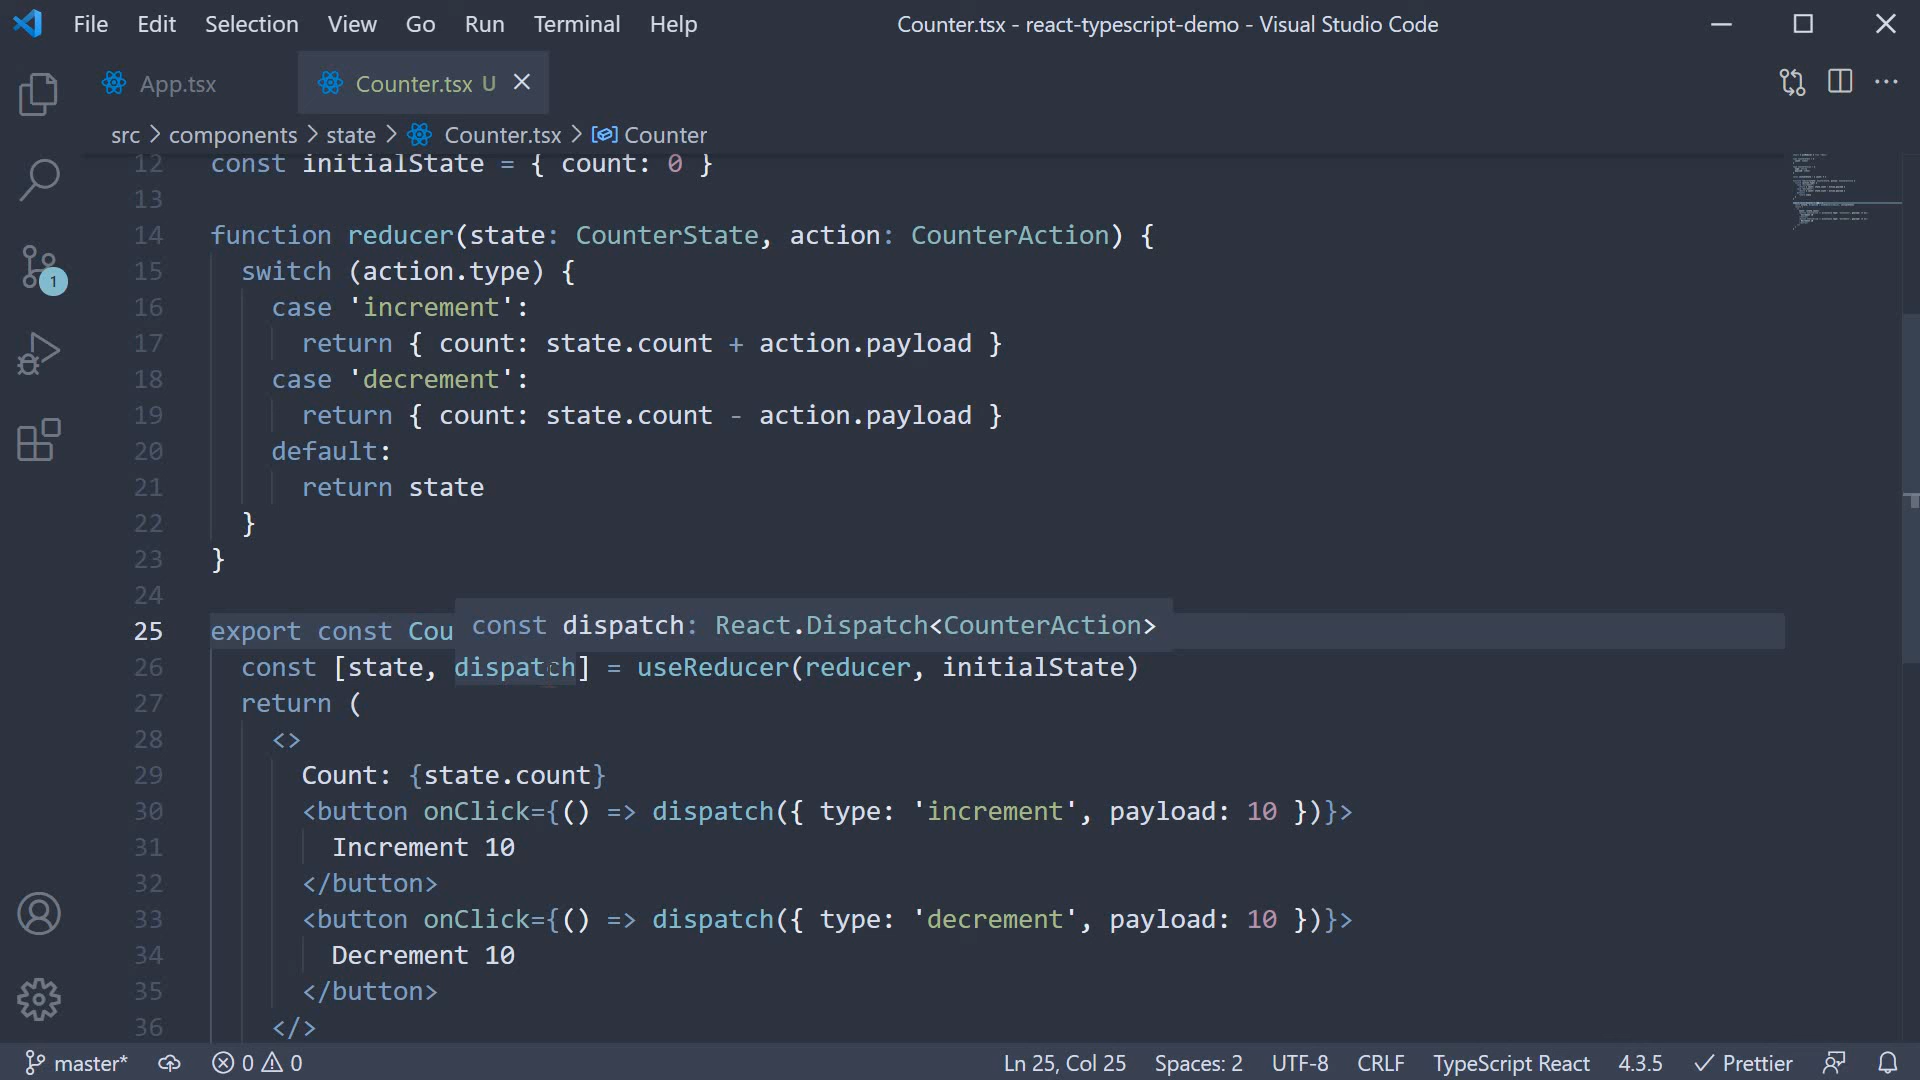 File Edit Selection View Go Run Terminal Help Counter.tsx - react-typescript-demo - Visual Studio Code
App.tsx Counter.tsx U
src > components > state > Counter.tsx > Counter
12 const initialState = { count: 0 }
13
14 function reducer(state: CounterState, action: CounterAction) {
15 switch (action.type) {
16 case 'increment':
17 return { count: state.count + action.payload }
18 case 'decrement':
19 return { count: state.count - action.payload }
20 default:
21 return state
22 }
23 }
24
const dispatch: React.Dispatch<CounterAction>
25 export const Cou
26 const [state, dispatch] = useReducer(reducer, initialState)
27 return (
28 <>
29 Count: {state.count}
30 <button onClick={() => dispatch({ type: 'increment', payload: 10 })}>
31 Increment 10
32 </button>
33 <button onClick={() => dispatch({ type: 'decrement', payload: 10 })}>
34 Decrement 10
35 </button>
36 </>
1
master* 0 0 Ln 25, Col 25 Spaces: 2 UTF-8 CRLF TypeScript React 4.3.5 Prettier